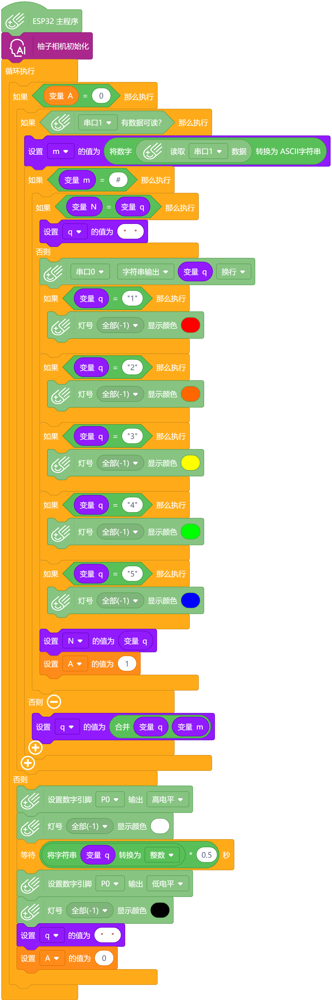 ESP32 主程序
AI 柚子相机初始化
循环执行
如果 变量 A = 0 那么执行
如果 串口1 有数据可读? 那么执行
设置 m 的值为 将数字 读取 串口1 数据 转换为 ASCII字符串
如果 变量 m = # 那么执行
如果 变量 N = 变量 q 那么执行
设置 q 的值为 " "
否则
串口0 字符串输出 变量 q 换行
如果 变量 q = "1" 那么执行
灯号 全部(-1) 显示颜色
如果 变量 q = "2" 那么执行
灯号 全部(-1) 显示颜色
如果 变量 q = "3" 那么执行
灯号 全部(-1) 显示颜色
如果 变量 q = "4" 那么执行
灯号 全部(-1) 显示颜色
如果 变量 q = "5" 那么执行
灯号 全部(-1) 显示颜色
设置 N 的值为 变量 q
设置 A 的值为 1
否则
设置 q 的值为 合并 变量 q 变量 m
否则
设置数字引脚 P0 输出 高电平
灯号 全部(-1) 显示颜色
等待 将字符串 变量 q 转换为 整数 * 0.5 秒
设置数字引脚 P0 输出 低电平
灯号 全部(-1) 显示颜色
设置 q 的值为 " "
设置 A 的值为 0